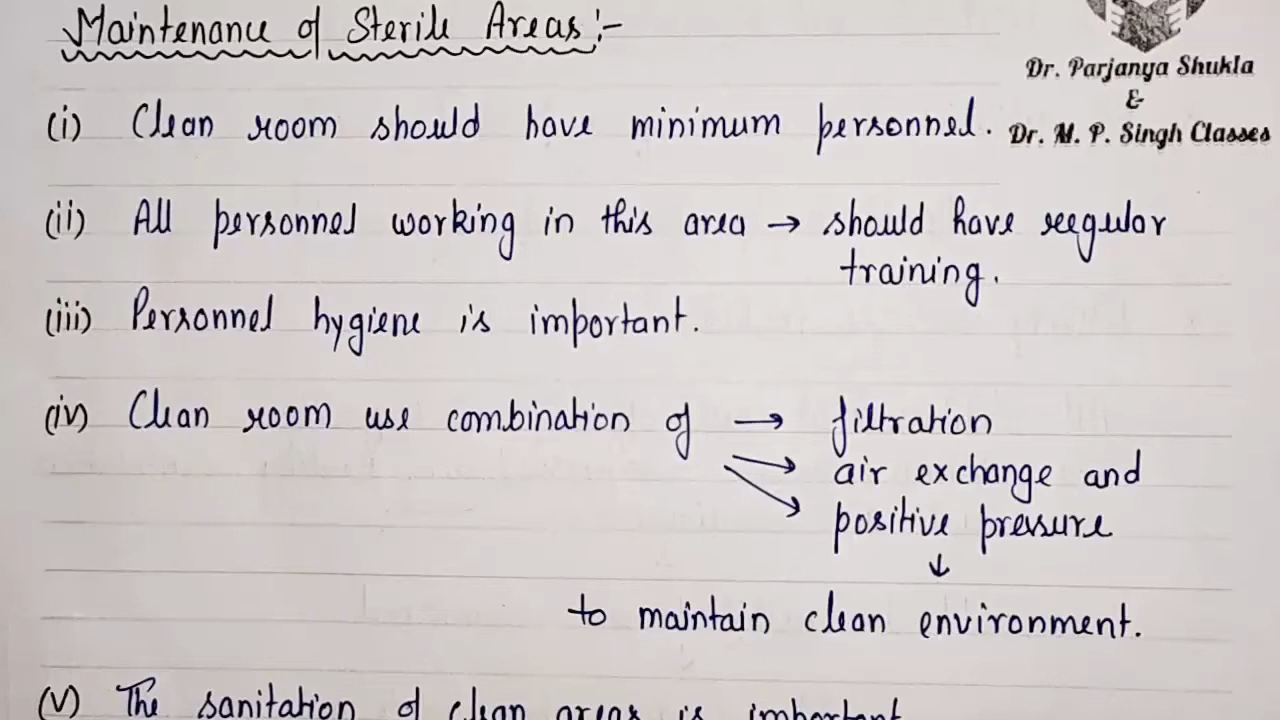 Maintenance of Sterile Areas :-
Dr. Parjanya Shukla
&
Dr. M. P. Singh Classes
(i) Clean room should have minimum personnel.
(ii) All personnel working in this area → should have regular
training.
(iii) Personnel hygiene is important.
(iv) Clean room use combination of → filtration
→ air exchange and
→ positive pressure
↓
to maintain clean environment.
(v) The sanitation of clean areas is important